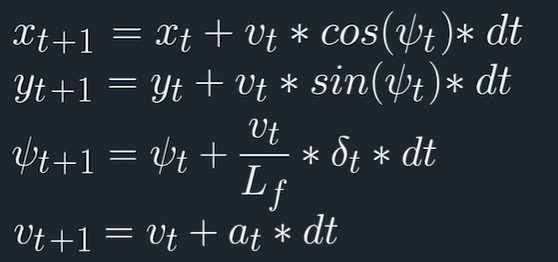 x_{t+1} = x_t + v_t * cos(ψ_t) * dt
y_{t+1} = y_t + v_t * sin(ψ_t) * dt
ψ_{t+1} = ψ_t + \frac{v_t}{L_f} * δ_t * dt
v_{t+1} = v_t + a_t * dt